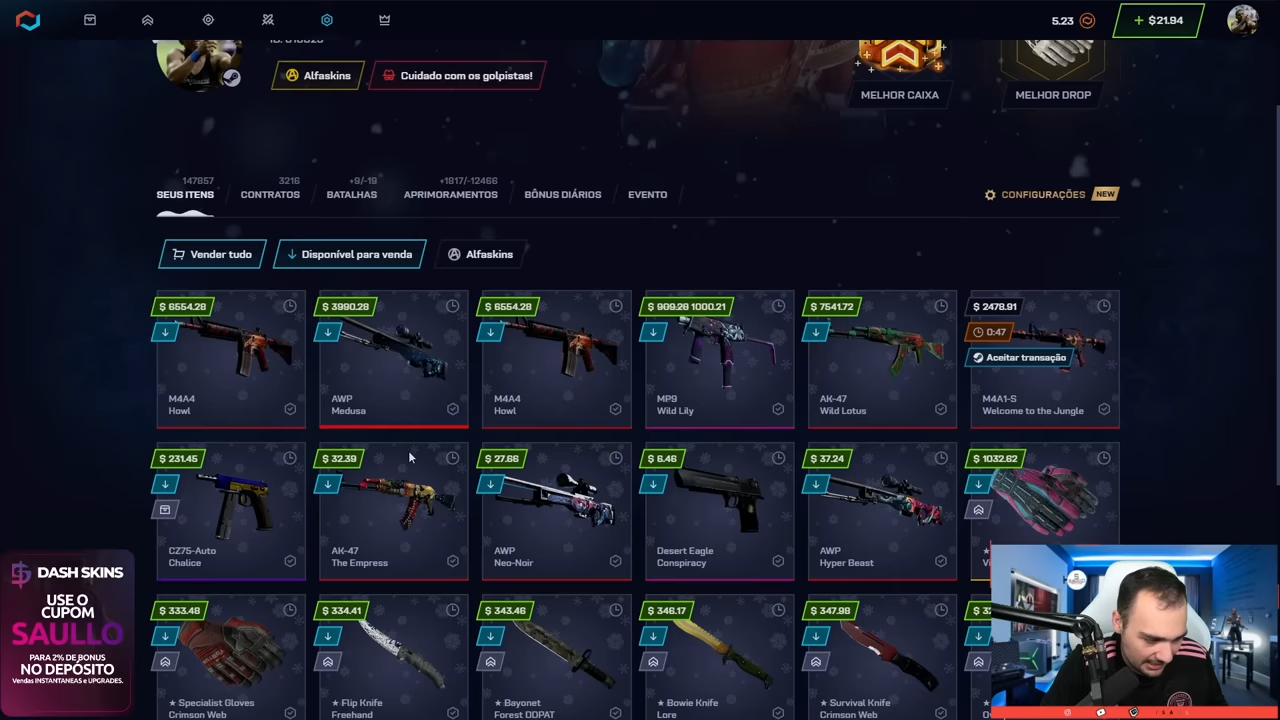 5.23
+ $21.94
Alfaskins
Cuidado com os golpistas!
MELHOR CAIXA
MELHOR DROP
147857
SEUS ITENS
3216
CONTRATOS
+9/-19
BATALHAS
+1817/-12466
APRIMORAMENTOS
BÔNUS DIÁRIOS
EVENTO
CONFIGURAÇÕES
NEW
Vender tudo
Disponível para venda
Alfaskins
$ 6554.28
M4A4
Howl
$ 3990.28
AWP
Medusa
$ 6554.28
M4A4
Howl
$ 909.28 1000.21
MP9
Wild Lily
$ 7541.72
AK-47
Wild Lotus
$ 2478.91
0:47
Aceitar transação
M4A1-S
Welcome to the Jungle
$ 231.45
CZ75-Auto
Chalice
$ 32.39
AK-47
The Empress
$ 27.66
AWP
Neo-Noir
$ 6.46
Desert Eagle
Conspiracy
$ 37.24
AWP
Hyper Beast
$ 1032.62
$ 333.48
★ Specialist Gloves
Crimson Web
$ 334.41
★ Flip Knife
Freehand
$ 343.46
★ Bayonet
Forest DDPAT
$ 346.17
★ Bowie Knife
Lore
$ 347.98
★ Survival Knife
Crimson Web
DASH SKINS
USE O
CUPOM
SAULLO
PARA 2% DE BONUS
NO DEPÓSITO
Vendas INSTANTANEAS e UPGRADES.